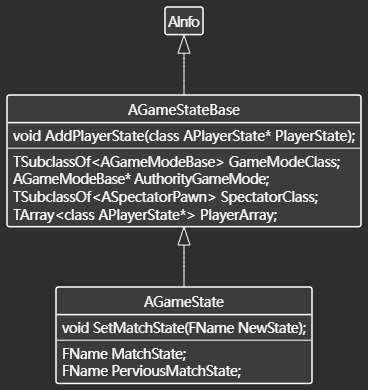 AInfo
AGameStateBase
void AddPlayerState(class APlayerState* PlayerState);
TSubclassOf<AGameModeBase> GameModeClass;
AGameModeBase* AuthorityGameMode;
TSubclassOf<ASpectatorPawn> SpectatorClass;
TArray<class APlayerState*> PlayerArray;
AGameState
void SetMatchState(FName NewState);
FName MatchState;
FName PerviousMatchState;